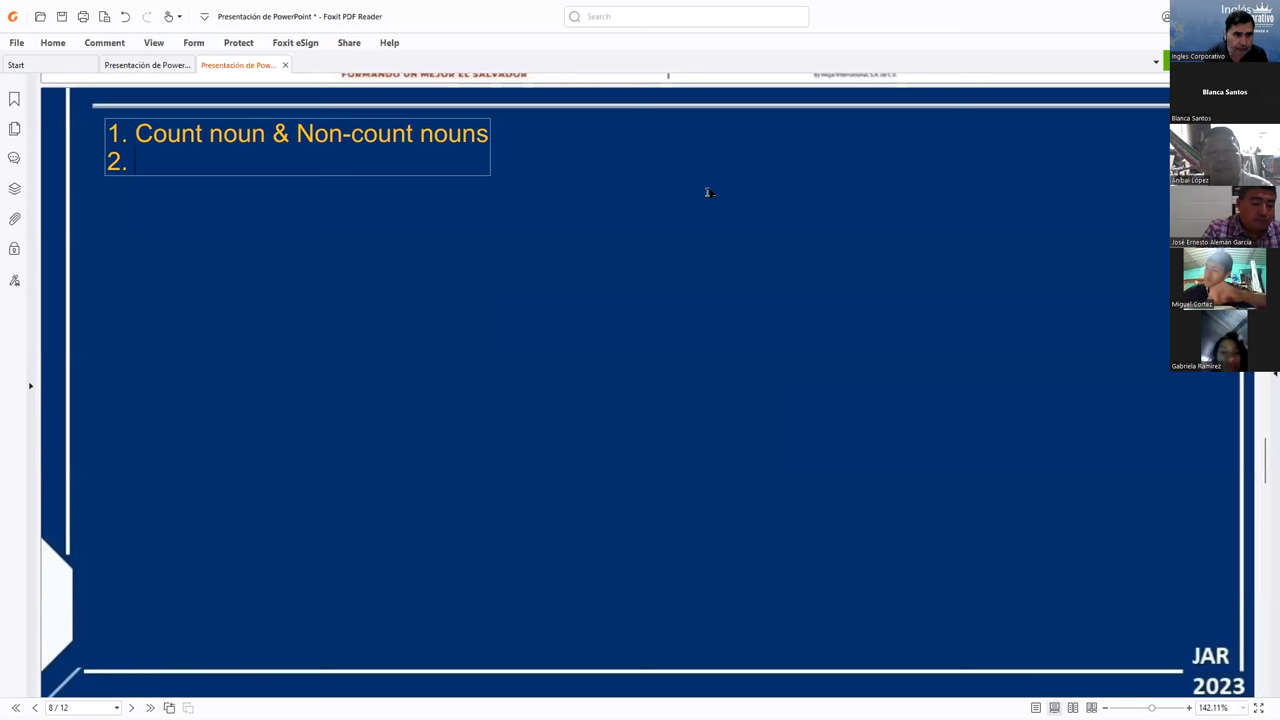 Presentación de PowerPoint * - Foxit PDF Reader
Search
Inglés
Corporativo
File
Home
Comment
View
Form
Protect
Foxit eSign
Share
Help
Start
Presentación de Power...
Presentación de Pow...
FORMANDO UN MEJOR EL SALVADOR
1. Count noun & Non-count nouns
2.
Ingles Corporativo
Blanca Santos
Blanca Santos
Anibal López
José Ernesto Alemán García
Miguel Cortez
Gabriela Ramirez
JAR
2023
8 / 12
142.11%